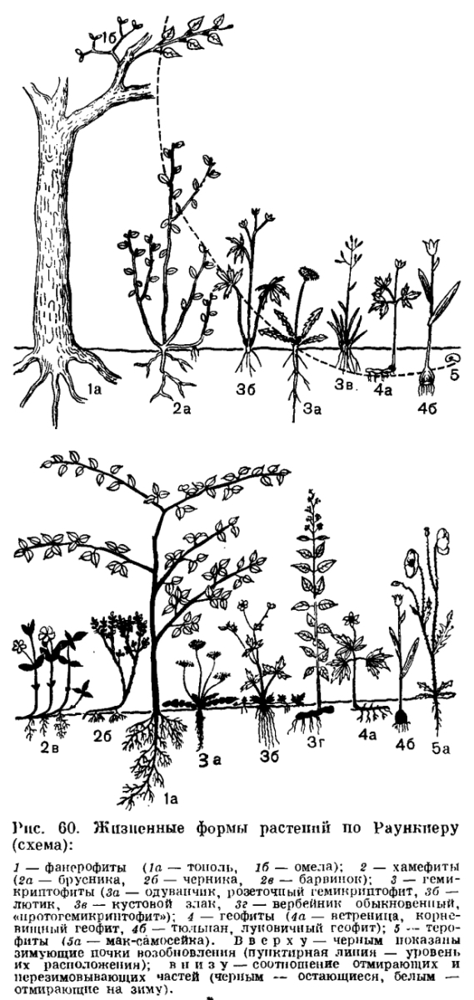 1б
1а
2а
3б
3а
3в.
4а
4б
5
2в
2б
1а
3а
3б
3г
4а
4б
5а
Рис. 60. Жизненные формы растений по Раункиеру
(схема):
1 — фанерофиты (1а — тополь, 1б — омела); 2 — хамефиты
(2а — брусника, 2б — черника, 2в — барвинок); 3 — геми-
криптофиты (3а — одуванчик, розеточный гемикриптофит, 3б —
лютик, 3в — кустовой злак, 3г — вербейник обыкновенный,
«протогемикриптофит»); 4 — геофиты (4а — ветреница, корне-
вищный геофит, 4б — тюльпан, луковичный геофит); 5 — теро-
фиты (5а — мак-самосейка). Вверху — черным показаны
зимующие почки возобновления (пунктирная линия — уровень
их расположения); внизу — соотношение отмирающих и
перезимовывающих частей (черным — остающиеся, белым —
отмирающие на зиму).